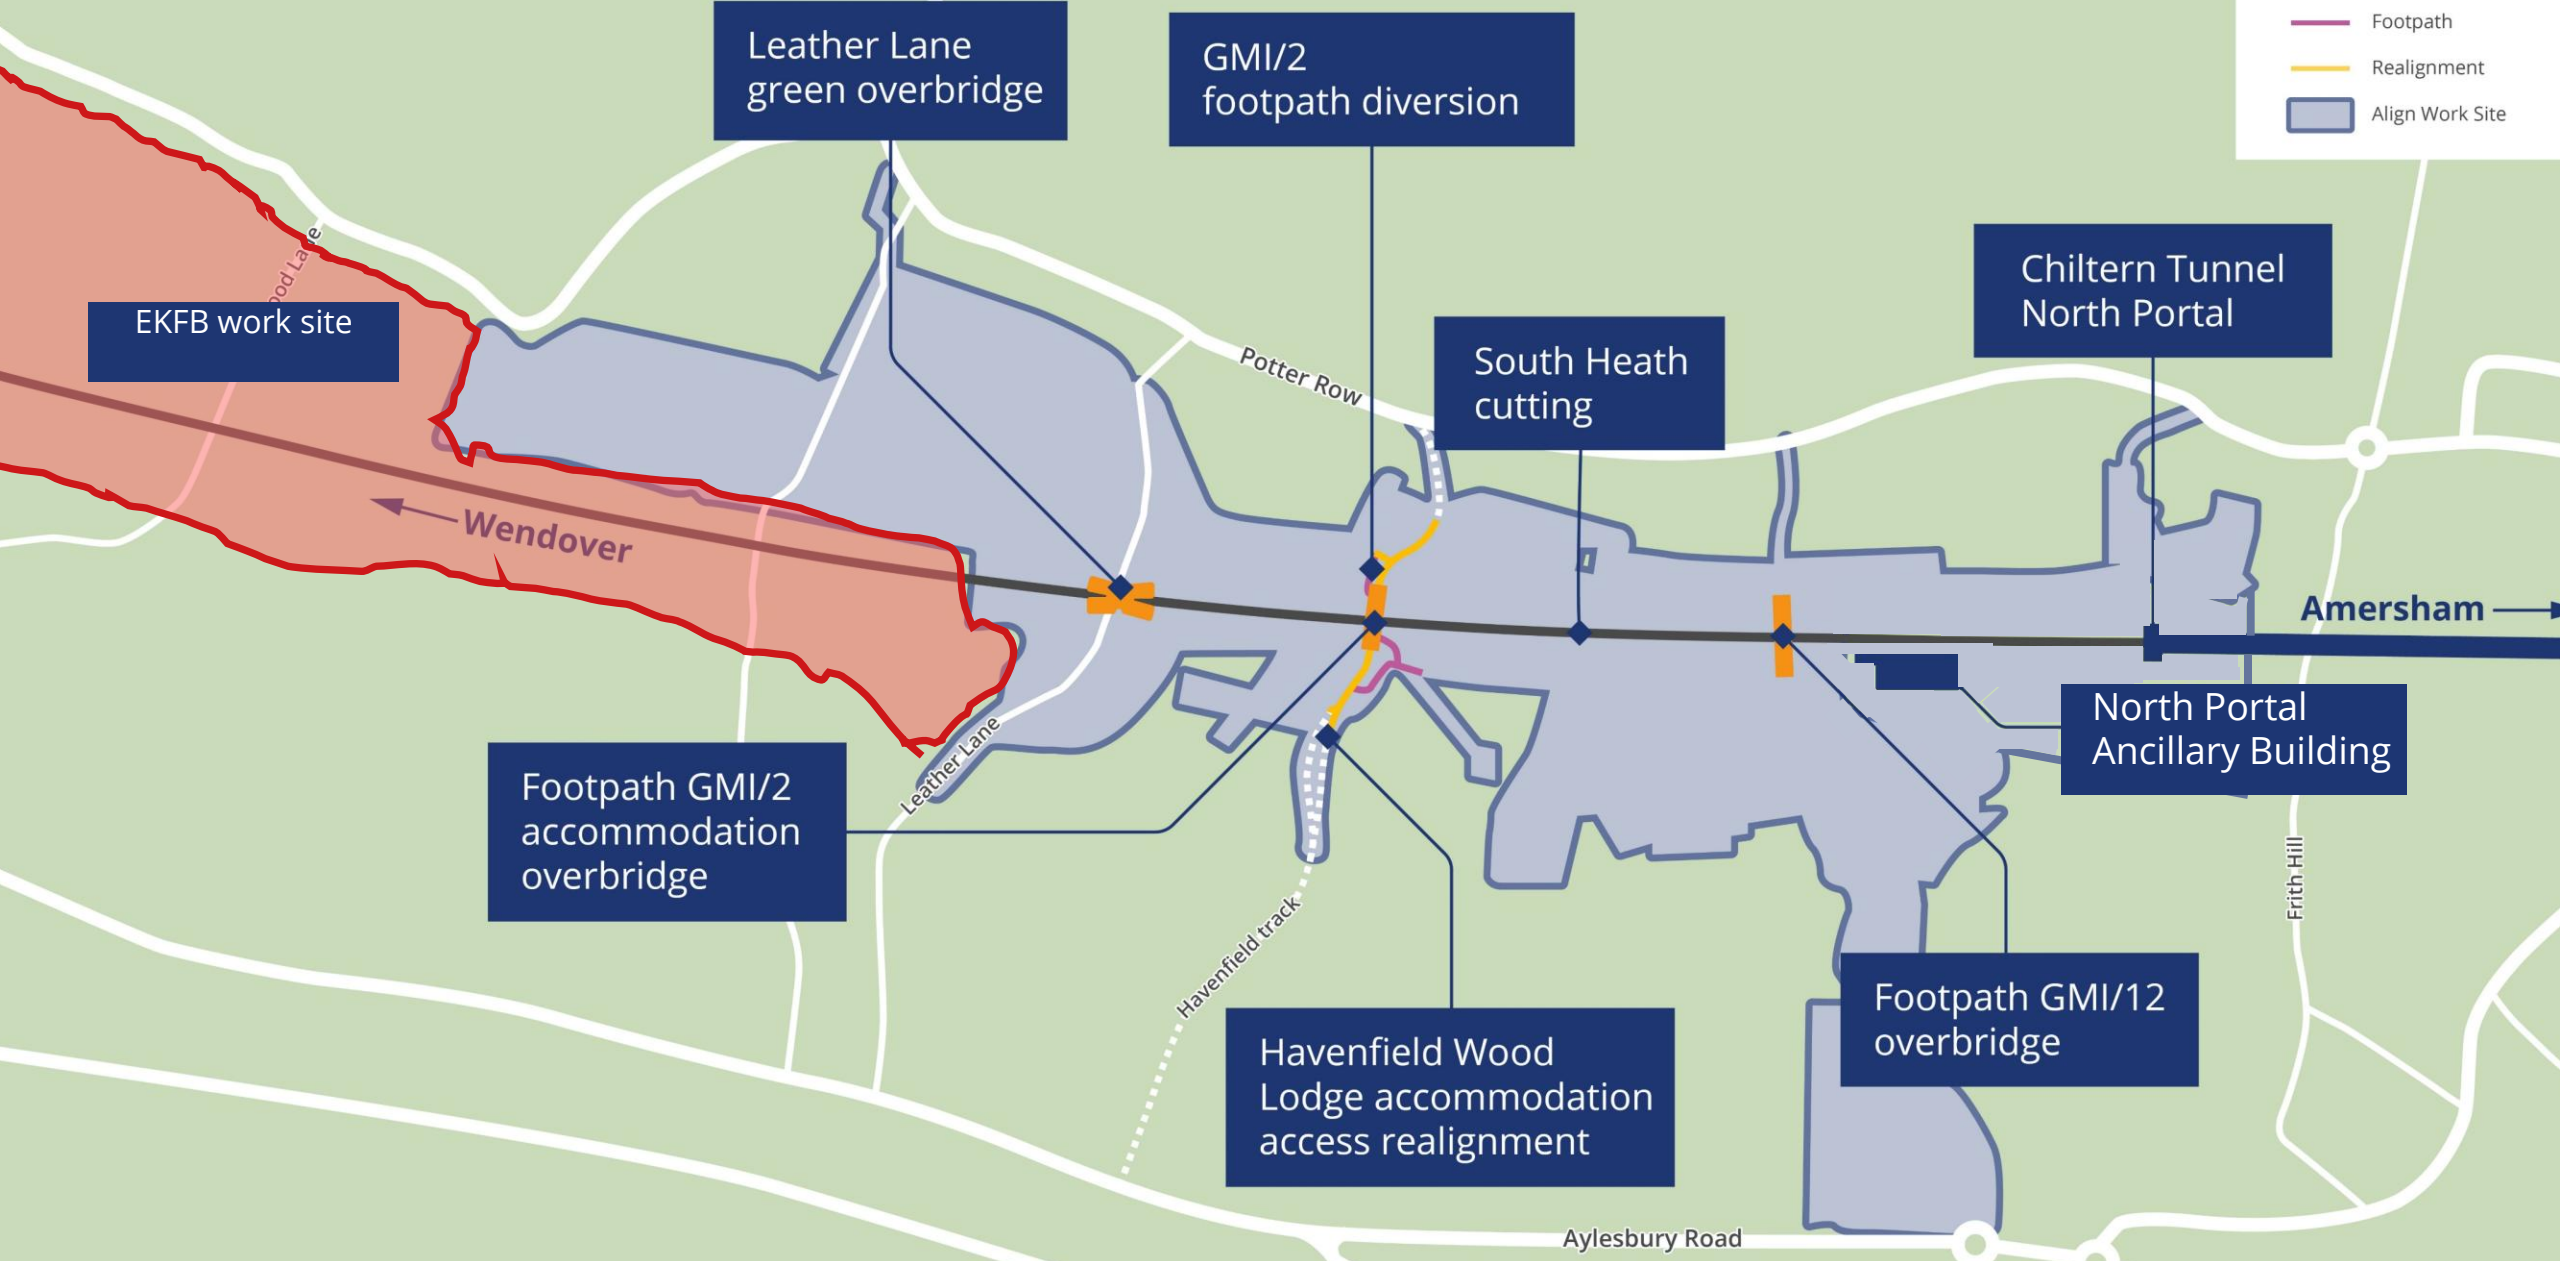 Leather Lane
green overbridge
GMI/2
footpath diversion
Footpath
Realignment
Align Work Site
Chiltern Tunnel
North Portal
EKFB work site
South Heath
cutting
Potter Row
Wendover
Amersham
North Portal
Ancillary Building
Leather Lane
Footpath GMI/2
accommodation
overbridge
Frith Hill
Havenfield track
Footpath GMI/12
overbridge
Havenfield Wood
Lodge accommodation
access realignment
Aylesbury Road